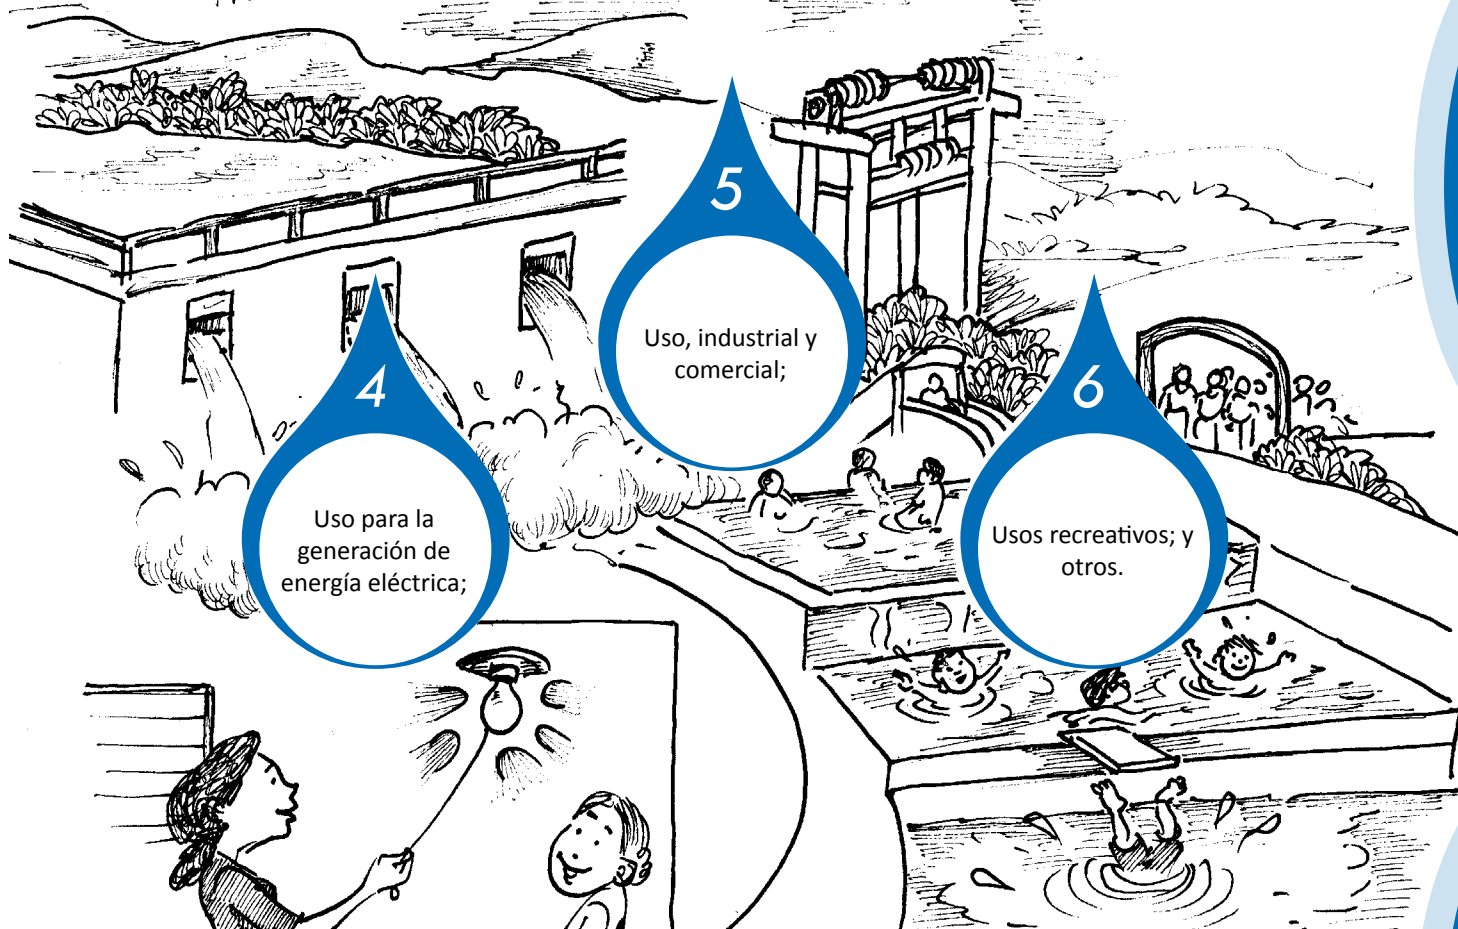 4
Uso para la
generación de
energía eléctrica;
5
Uso, industrial y
comercial;
6
Usos recreativos; y
otros.